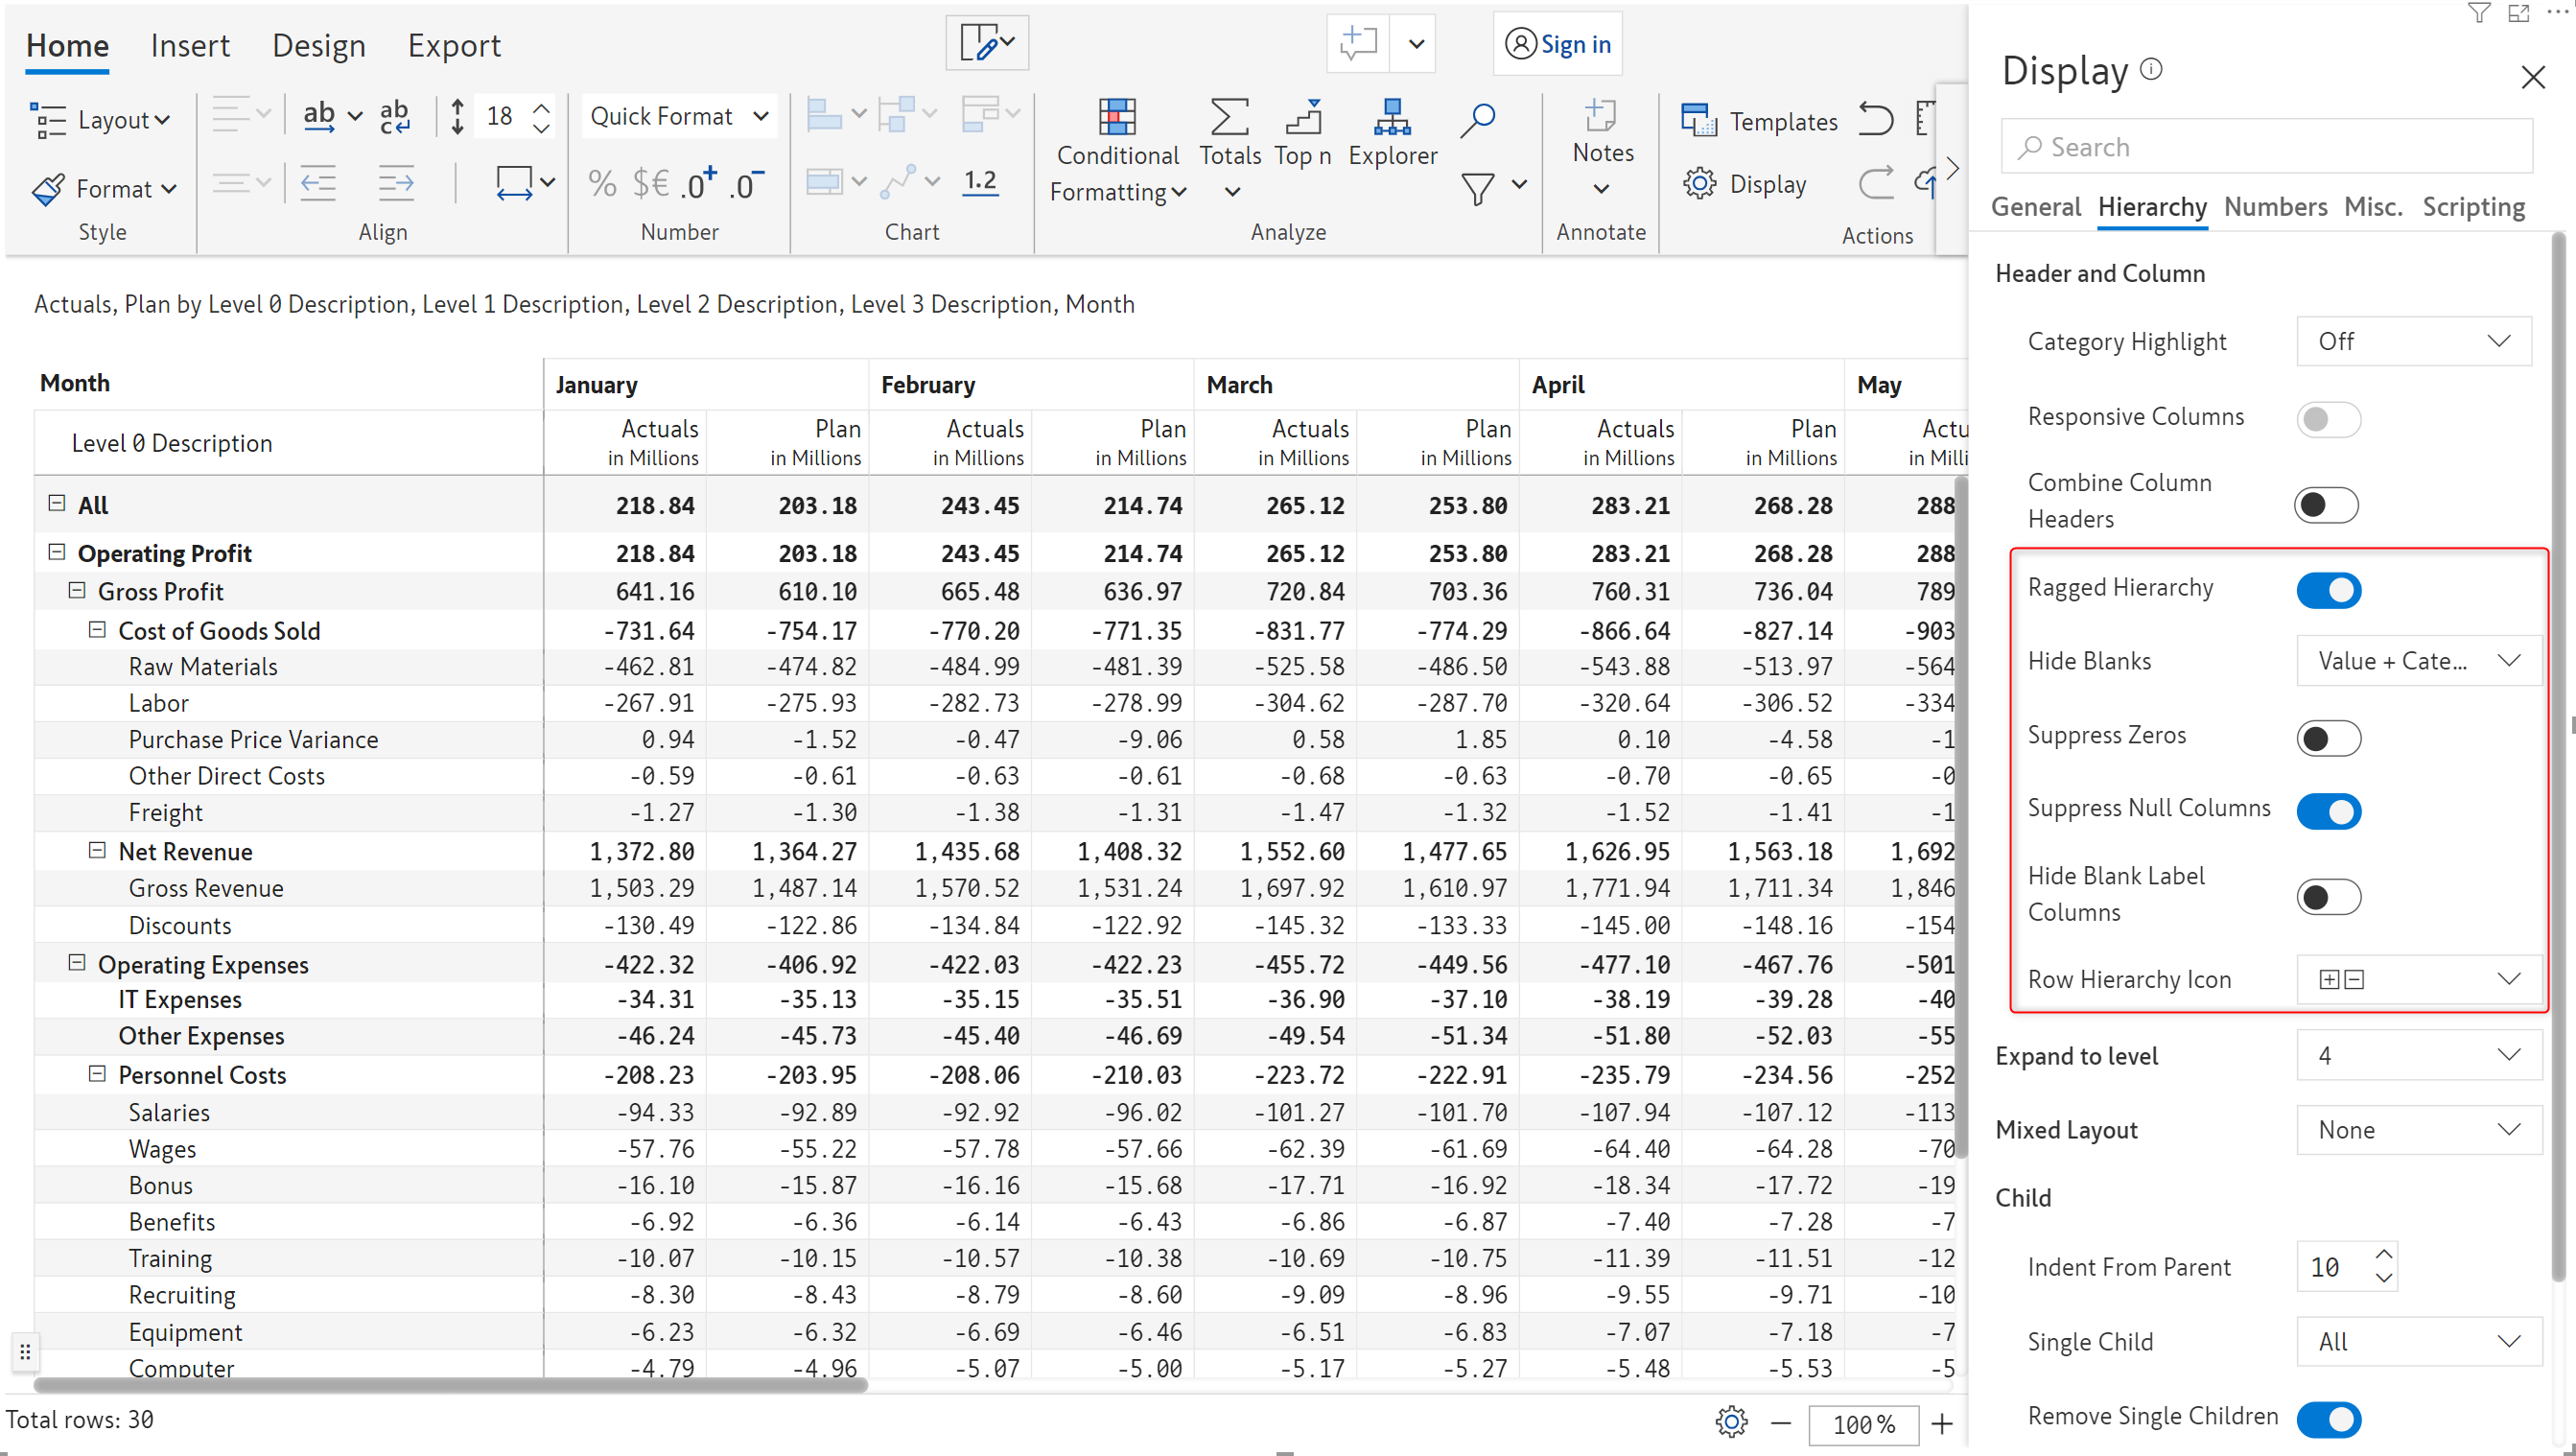 Home Insert Design Export Sign in
Layout ab ab c 18 Quick Format Conditional Formatting Totals Top n Explorer Notes Templates
Format % $€ .0+ .0- 1.2 Display
Style Align Number Chart Analyze Annotate Actions
Actuals, Plan by Level 0 Description, Level 1 Description, Level 2 Description, Level 3 Description, Month
Month January February March April May
Level 0 Description Actuals Plan Actuals Plan Actuals Plan Actuals Plan Actu
in Millions in Millions in Millions in Millions in Millions in Millions in Millions in Millions in Milli
All 218.84 203.18 243.45 214.74 265.12 253.80 283.21 268.28 288
Operating Profit 218.84 203.18 243.45 214.74 265.12 253.80 283.21 268.28 288
Gross Profit 641.16 610.10 665.48 636.97 720.84 703.36 760.31 736.04 789
Cost of Goods Sold -731.64 -754.17 -770.20 -771.35 -831.77 -774.29 -866.64 -827.14 -903
Raw Materials -462.81 -474.82 -484.99 -481.39 -525.58 -486.50 -543.88 -513.97 -564
Labor -267.91 -275.93 -282.73 -278.99 -304.62 -287.70 -320.64 -306.52 -334
Purchase Price Variance 0.94 -1.52 -0.47 -9.06 0.58 1.85 0.10 -4.58 -1
Other Direct Costs -0.59 -0.61 -0.63 -0.61 -0.68 -0.63 -0.70 -0.65 -0
Freight -1.27 -1.30 -1.38 -1.31 -1.47 -1.32 -1.52 -1.41 -1
Net Revenue 1,372.80 1,364.27 1,435.68 1,408.32 1,552.60 1,477.65 1,626.95 1,563.18 1,692
Gross Revenue 1,503.29 1,487.14 1,570.52 1,531.24 1,697.92 1,610.97 1,771.94 1,711.34 1,846
Discounts -130.49 -122.86 -134.84 -122.92 -145.32 -133.33 -145.00 -148.16 -154
Operating Expenses -422.32 -406.92 -422.03 -422.23 -455.72 -449.56 -477.10 -467.76 -501
IT Expenses -34.31 -35.13 -35.15 -35.51 -36.90 -37.10 -38.19 -39.28 -40
Other Expenses -46.24 -45.73 -45.40 -46.69 -49.54 -51.34 -51.80 -52.03 -55
Personnel Costs -208.23 -203.95 -208.06 -210.03 -223.72 -222.91 -235.79 -234.56 -252
Salaries -94.33 -92.89 -92.92 -96.02 -101.27 -101.70 -107.94 -107.12 -113
Wages -57.76 -55.22 -57.78 -57.66 -62.39 -61.69 -64.40 -64.28 -70
Bonus -16.10 -15.87 -16.16 -15.68 -17.71 -16.92 -18.34 -17.72 -19
Benefits -6.92 -6.36 -6.14 -6.43 -6.86 -6.87 -7.40 -7.28 -7
Training -10.07 -10.15 -10.57 -10.38 -10.69 -10.75 -11.39 -11.51 -12
Recruiting -8.30 -8.43 -8.79 -8.60 -9.09 -8.96 -9.55 -9.71 -10
Equipment -6.23 -6.32 -6.69 -6.46 -6.51 -6.83 -7.07 -7.18 -7
Computer -4.79 -4.96 -5.07 -5.00 -5.17 -5.27 -5.48 -5.53 -5
Total rows: 30 100 %
Display
Search
General Hierarchy Numbers Misc. Scripting
Header and Column
Category Highlight Off
Responsive Columns
Combine Column
Headers
Ragged Hierarchy
Hide Blanks Value + Cate...
Suppress Zeros
Suppress Null Columns
Hide Blank Label
Columns
Row Hierarchy Icon
Expand to level 4
Mixed Layout None
Child
Indent From Parent 10
Single Child All
Remove Single Children